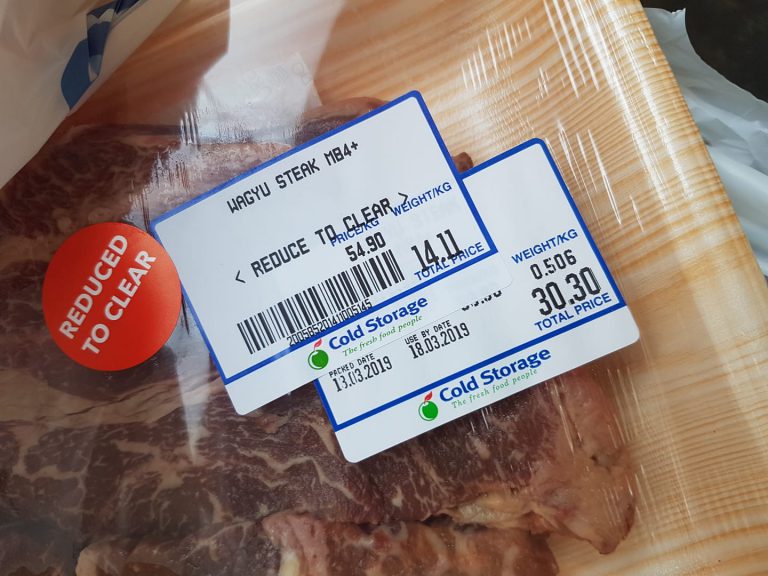 WAGYU STEAK MB4+
< REDUCE TO CLEAR >
PRICE/KG
WEIGHT/KG
54.90
14.11
TOTAL PRICE
2005852014005145
Cold Storage
The fresh food people
REDUCED
TO CLEAR
WEIGHT/KG
0.506
30.30
TOTAL PRICE
PACKED DATE
13.03.2019
USE BY DATE
18.03.2019
Cold Storage
The fresh food people